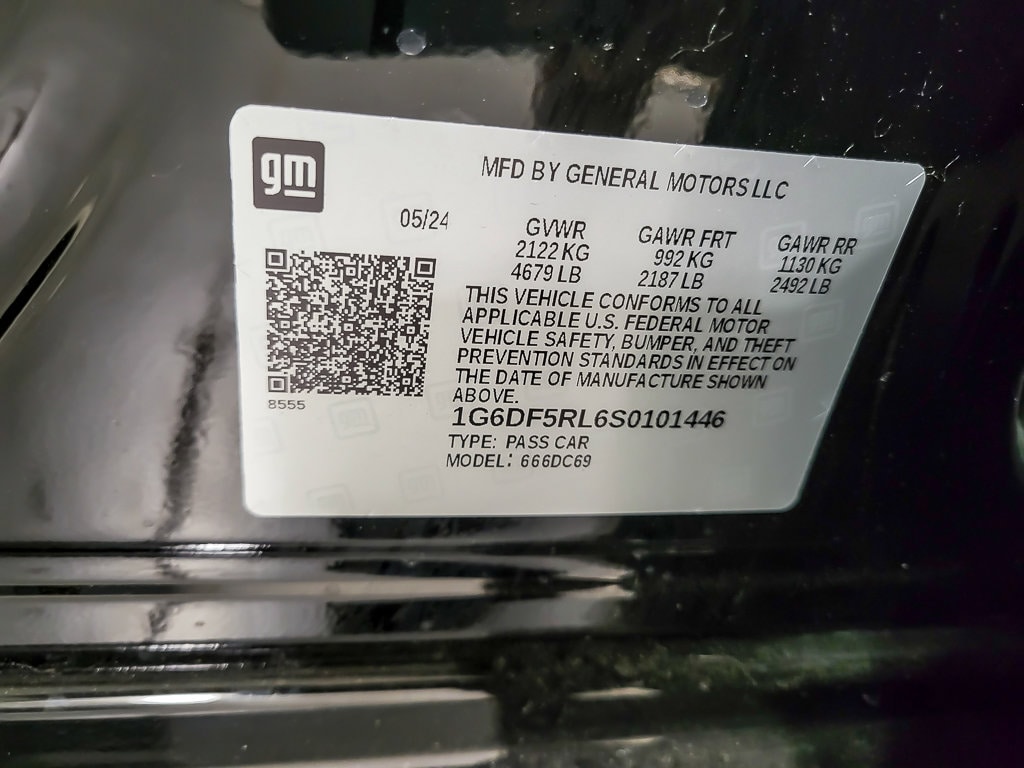 gm
MFD BY GENERAL MOTORS LLC
05/24
GVWR
2122 KG
4679 LB
GAWR FRT
992 KG
2187 LB
GAWR RR
1130 KG
2492 LB
THIS VEHICLE CONFORMS TO ALL
APPLICABLE U.S. FEDERAL MOTOR
VEHICLE SAFETY, BUMPER, AND THEFT
PREVENTION STANDARDS IN EFFECT ON
THE DATE OF MANUFACTURE SHOWN
ABOVE.
8555
1G6DF5RL6S0101446
TYPE: PASS CAR
MODEL: 666DC69